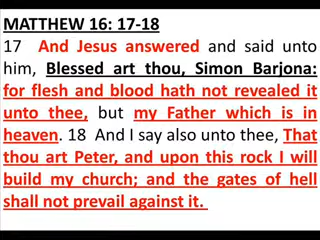 MATTHEW 16: 17-18
17 And Jesus answered and said unto
him, Blessed art thou, Simon Barjona:
for flesh and blood hath not revealed it
unto thee, but my Father which is in
heaven. 18 And I say also unto thee, That
thou art Peter, and upon this rock I will
build my church; and the gates of hell
shall not prevail against it.